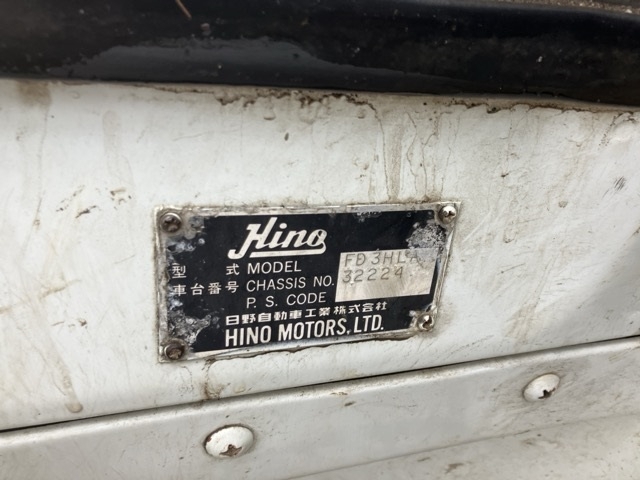 Hino
型式 MODEL FD3HLA
車台番号 CHASSIS NO. 32224
P. S. CODE
日野自動車工業株式会社
HINO MOTORS, LTD.